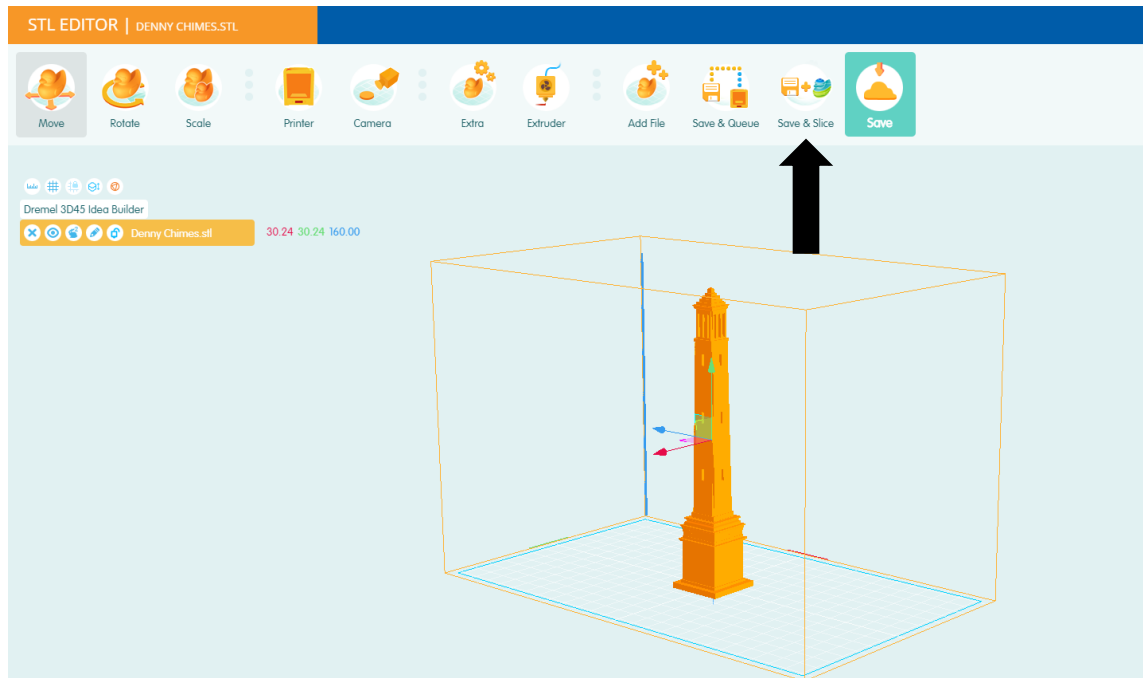 STL EDITOR | DENNY CHIMES.STL
Move Rotate Scale Printer Camera Extra Extruder Add File Save & Queue Save & Slice Save
Dremel 3D45 Idea Builder
Denny Chimes.stl 30.24 30.24 160.00